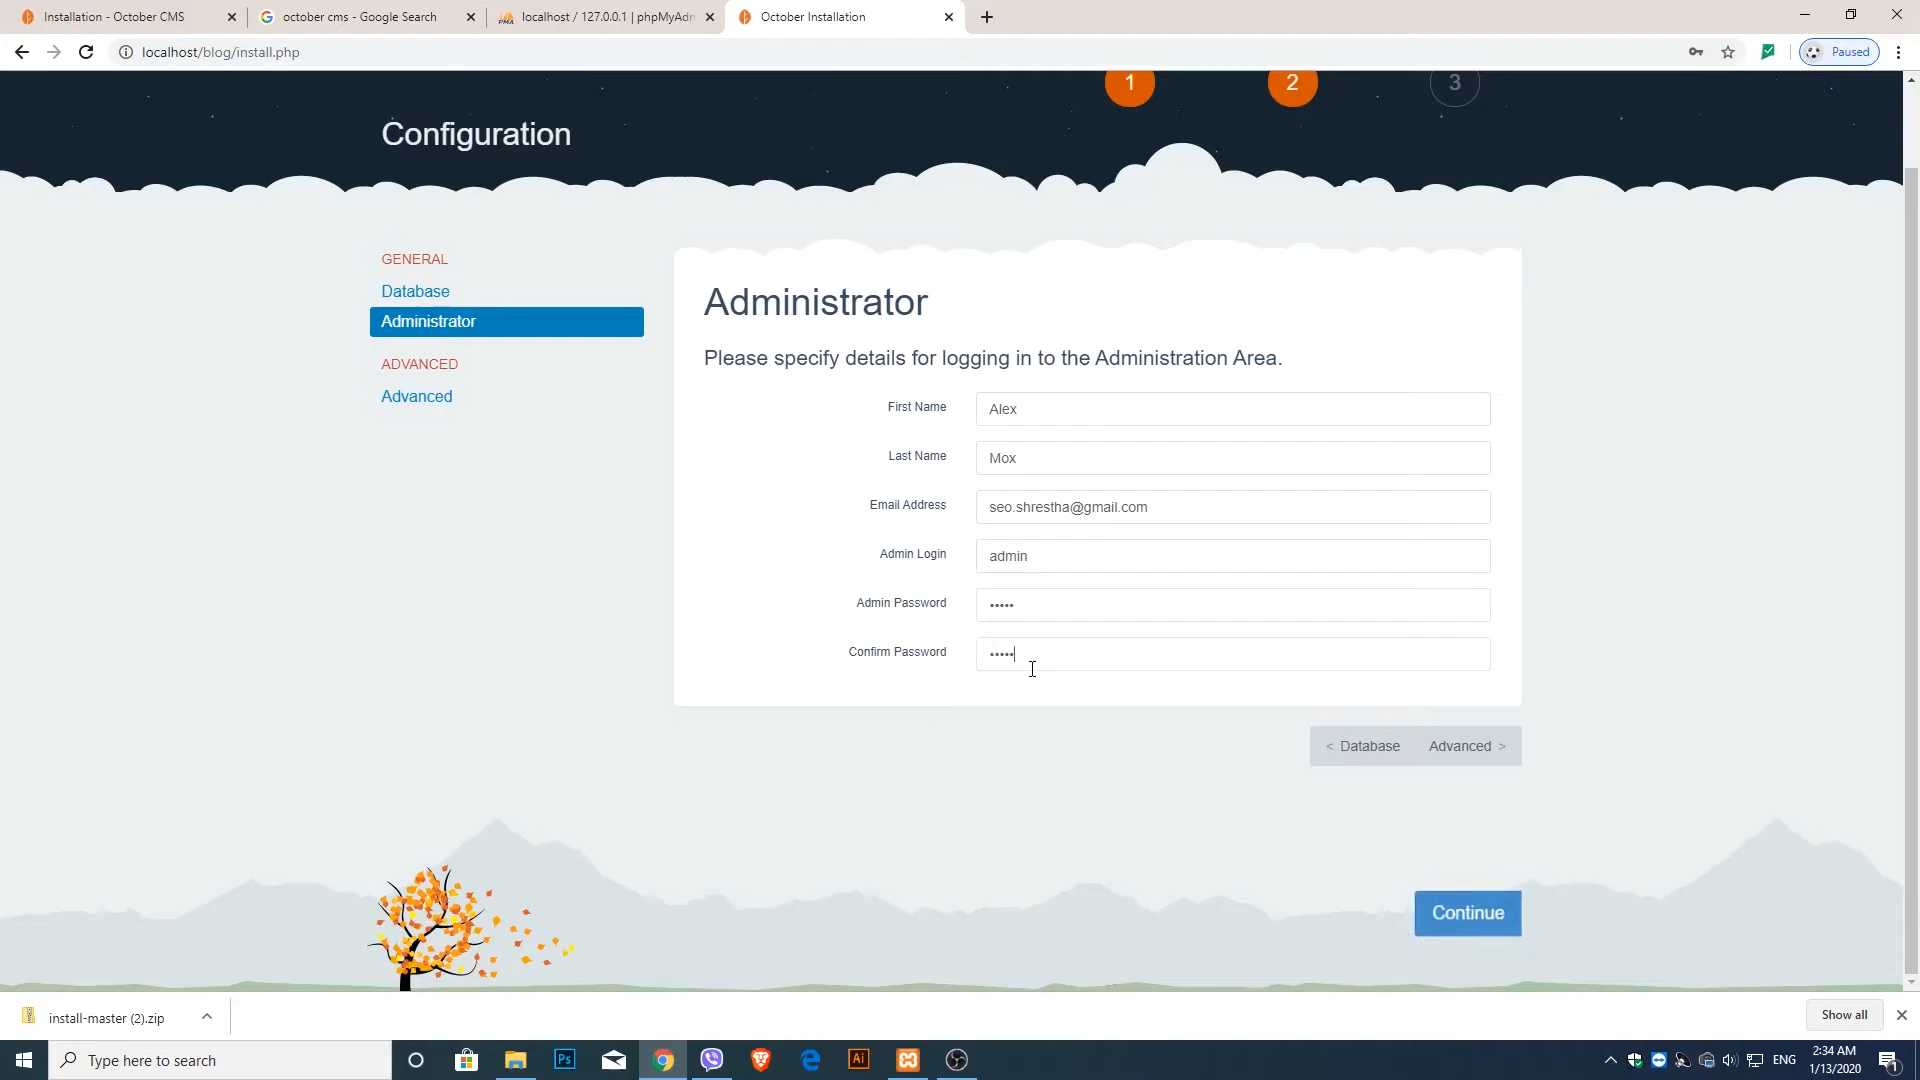 Installation - October CMS
october cms - Google Search
localhost / 127.0.0.1 | phpMyAdm
October Installation
localhost/blog/install.php
Paused
1
2
3
Configuration
GENERAL
Database
Administrator
ADVANCED
Advanced
Administrator
Please specify details for logging in to the Administration Area.
First Name
Alex
Last Name
Mox
Email Address
seo.shrestha@gmail.com
Admin Login
admin
Admin Password
•••••
Confirm Password
•••••
< Database
Advanced >
Continue
install-master (2).zip
Show all
Type here to search
Ps
Ai
ENG
2:34 AM
1/13/2020
1